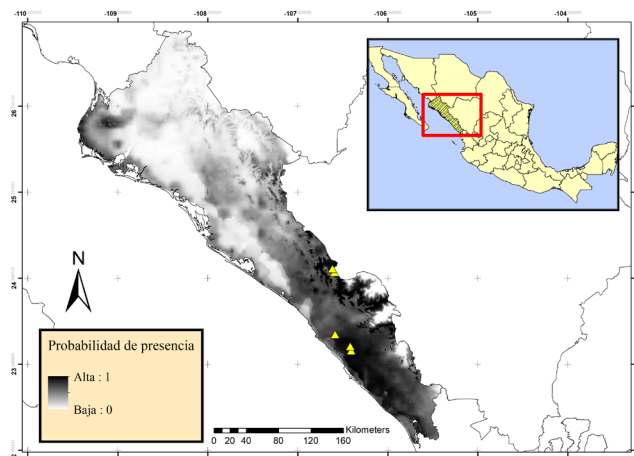 -110 -109 -108 -107 -106 -105 -104
26
25
24
23
N
Probabilidad de presencia
Alta : 1
Baja : 0
Kilometers
0 20 40 80 120 160